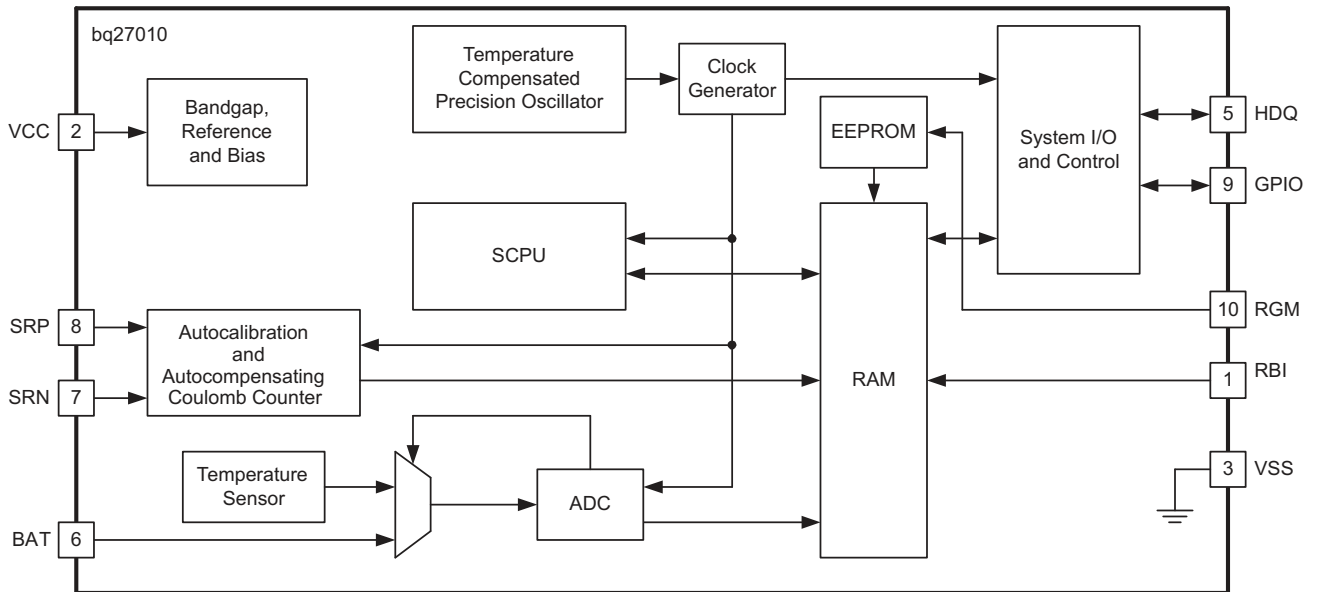 bq27010
Temperature
Compensated
Precision Oscillator
Clock
Generator
Bandgap,
Reference
and Bias
VCC 2
EEPROM
System I/O
and Control
5 HDQ
9 GPIO
SCPU
SRP 8
SRN 7
Autocalibration
and
Autocompensating
Coulomb Counter
RAM
10 RGM
1 RBI
Temperature
Sensor
ADC
3 VSS
BAT 6